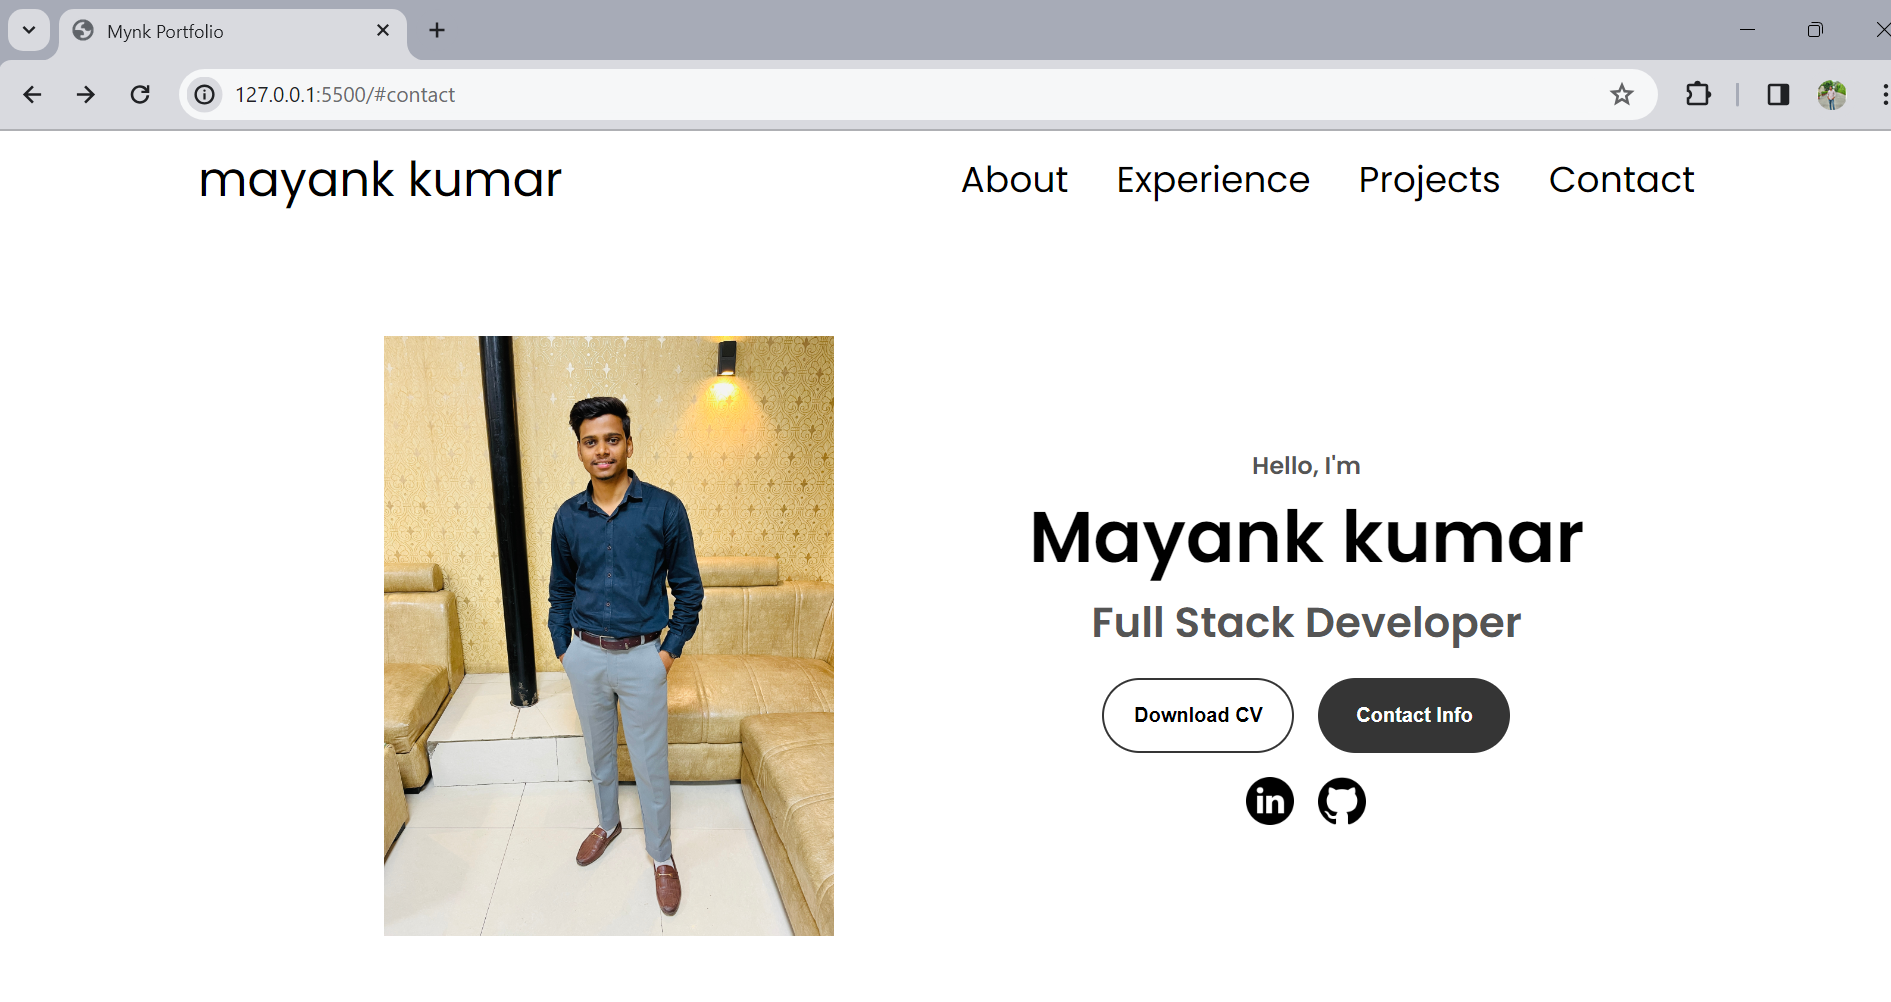 Mynk Portfolio
127.0.0.1:5500/#contact
mayank kumar
About Experience Projects Contact
Hello, I'm
Mayank kumar
Full Stack Developer
Download CV Contact Info
in